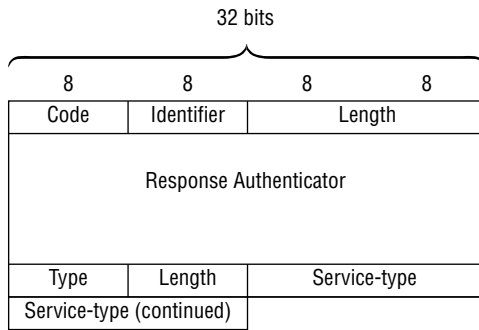 32 bits
8 8 8 8
Code Identifier Length
Response Authenticator
Type Length Service-type
Service-type (continued)